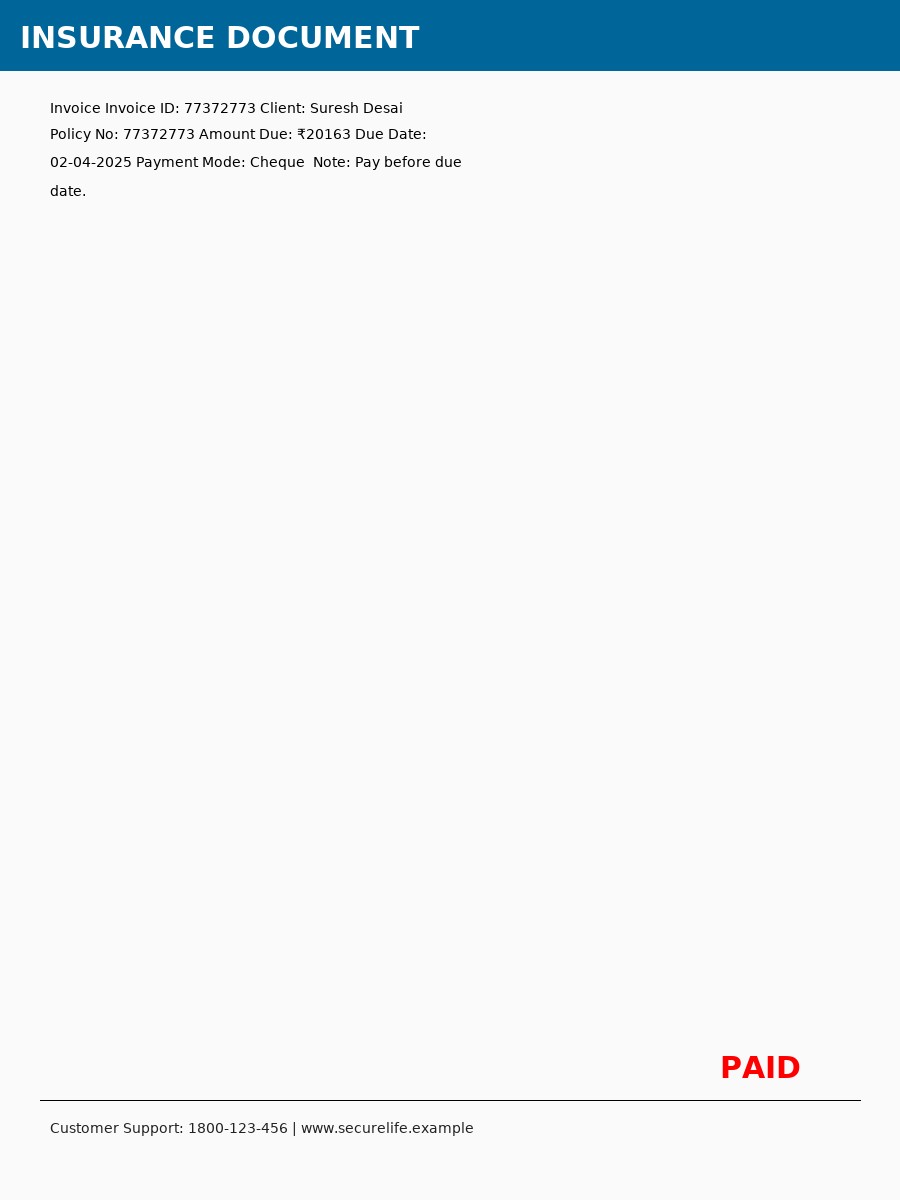 INSURANCE DOCUMENT
Invoice Invoice ID: 77372773 Client: Suresh Desai
Policy No: 77372773 Amount Due: ₹20163 Due Date:
02-04-2025 Payment Mode: Cheque  Note: Pay before due
date.
PAID
Customer Support: 1800-123-456 | www.securelife.example